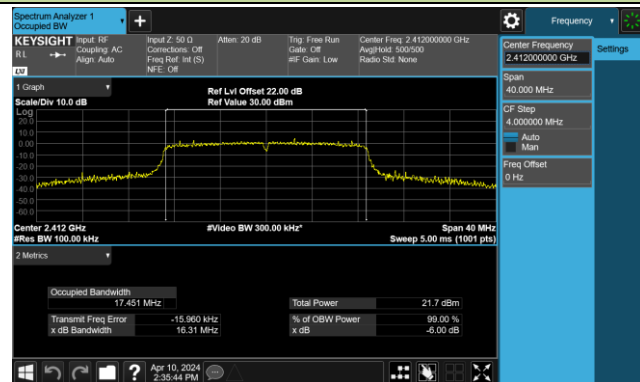 Spectrum Analyzer 1
Occupied BW
+
Frequency
KEYSIGHT
RL
LXI
Input: RF
Coupling: AC
Align: Auto
Input Z: 50 Ω
Corrections: Off
Freq Ref: Int (S)
NFE: Off
Atten: 20 dB
Trig: Free Run
Gate: Off
#IF Gain: Low
Center Freq: 2.412000000 GHz
Avg|Hold: 500/500
Radio Std: None
Center Frequency
2.412000000 GHz
Settings
Span
40.000 MHz
CF Step
4.000000 MHz
Auto
Man
Freq Offset
0 Hz
1 Graph
Scale/Div 10.0 dB
Ref Lvl Offset 22.00 dB
Ref Value 30.00 dBm
Log
20.0
10.0
0.00
-10.0
-20.0
-30.0
-40.0
-50.0
-60.0
Center 2.412 GHz
#Res BW 100.00 kHz
#Video BW 300.00 kHz*
Span 40 MHz
Sweep 5.00 ms (1001 pts)
2 Metrics
Occupied Bandwidth
17.451 MHz
Total Power 21.7 dBm
Transmit Freq Error -15.960 kHz
% of OBW Power 99.00 %
x dB Bandwidth 16.31 MHz
x dB -6.00 dB
?
Apr 10, 2024
2:35:44 PM